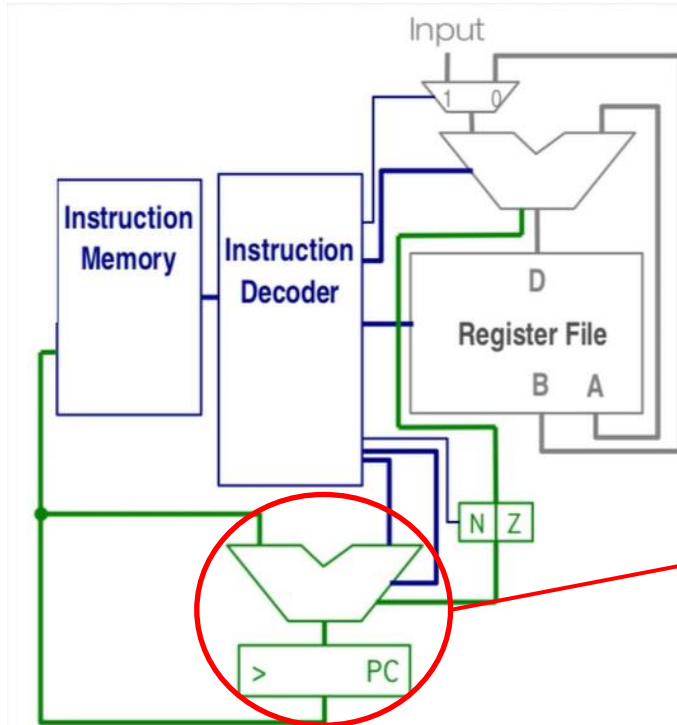 Input
1 0
Instruction
Memory
Instruction
Decoder
D
Register File
B A
N Z
> PC